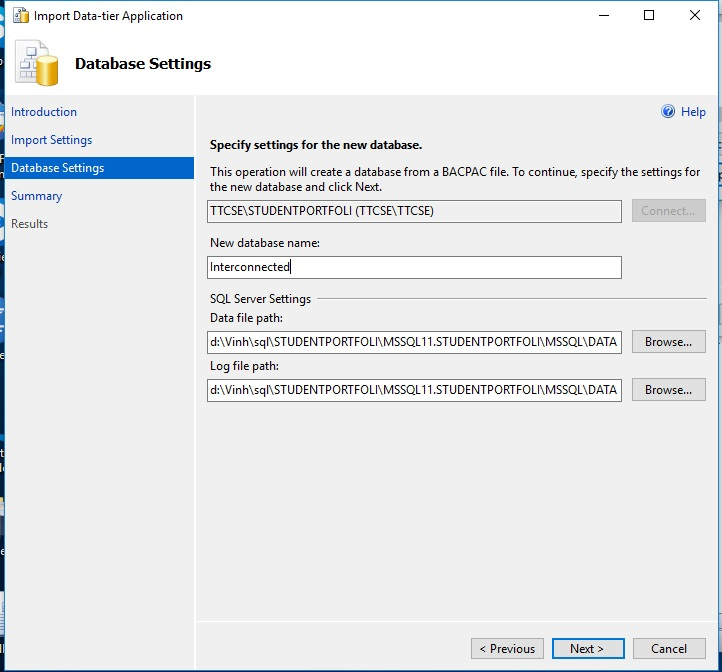 Import Data-tier Application
Database Settings
Introduction
Import Settings
Database Settings
Summary
Results
Help
Specify settings for the new database.
This operation will create a database from a BACPAC file. To continue, specify the settings for
the new database and click Next.
TTCSE\STUDENTPORTFOLI (TTCSE\TTCSE)
Connect...
New database name:
Interconnected
SQL Server Settings
Data file path:
d:\Vinh\sql\STUDENTPORTFOLI\MSSQL11.STUDENTPORTFOLI\MSSQL\DATA
Browse...
Log file path:
d:\Vinh\sql\STUDENTPORTFOLI\MSSQL11.STUDENTPORTFOLI\MSSQL\DATA
Browse...
< Previous
Next >
Cancel